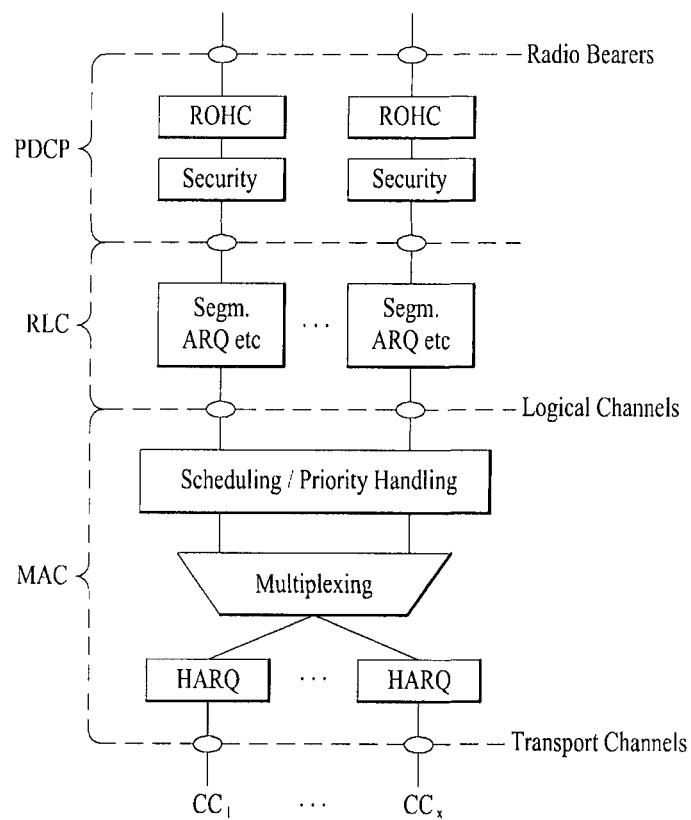 Radio Bearers
ROHC ROHC
PDCP
Security Security
Segm. ARQ etc ... Segm. ARQ etc
RLC
Logical Channels
Scheduling / Priority Handling
MAC
Multiplexing
HARQ ... HARQ
Transport Channels
CC1 ... CCx